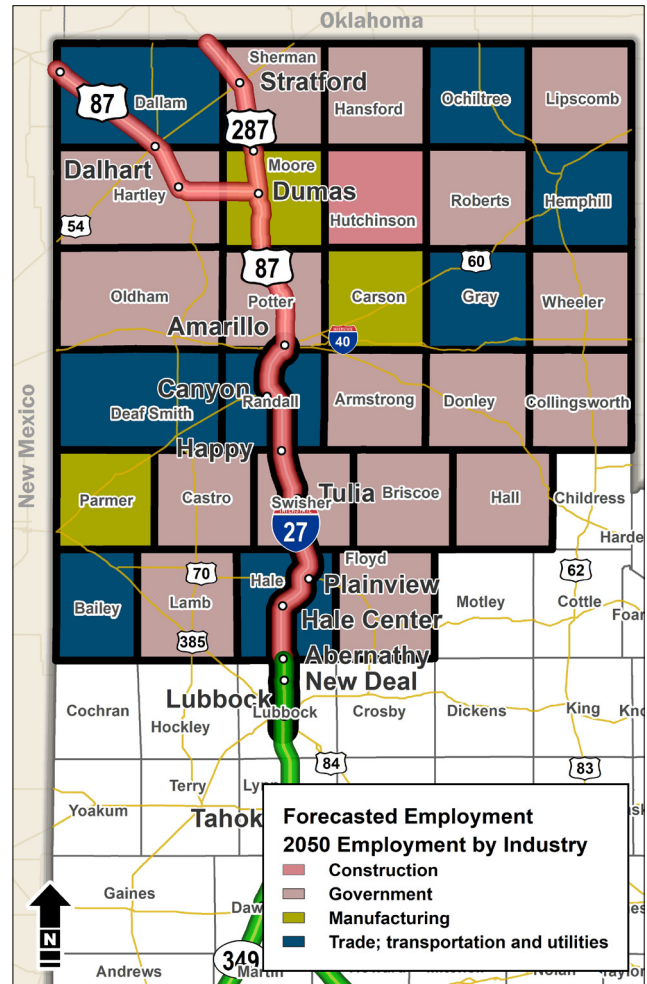 Oklahoma
Sherman
Stratford
87
Dallam
Hansford
Ochiltree
Lipscomb
287
Dalhart
Moore
Hartley
Dumas
Hutchinson
Roberts
Hemphill
54
87
60
Oldham
Potter
Carson
Gray
Wheeler
Amarillo
40
Canyon
Deaf Smith
Randall
Armstrong
Donley
Collingsworth
New Mexico
Happy
Parmer
Castro
Swisher
Tulia
Briscoe
Hall
Childress
INTERSTATE
27
Harde
Floyd
70
Hale
Plainview
62
Bailey
Lamb
Hale Center
Motley
Cottle
Foar
385
Abernathy
New Deal
Lubbock
Cochran
Hockley
Lubbock
Crosby
Dickens
King
Kno
84
83
Terry
Lynn
Yoakum
Tahok
Gaines
Daw
349
Andrews
Martin
N
Forecasted Employment
2050 Employment by Industry
Construction
Government
Manufacturing
Trade; transportation and utilities